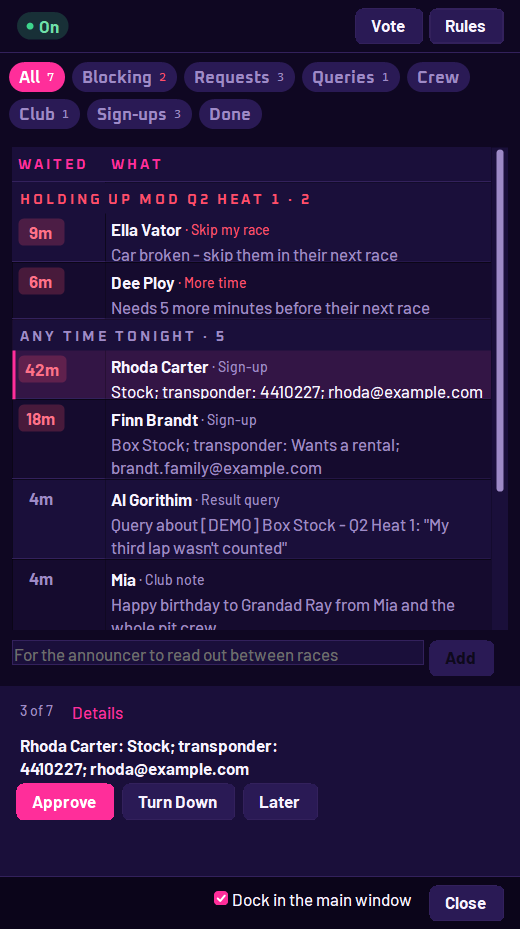 On
Vote
Rules
All 7
Blocking 2
Requests 3
Queries 1
Crew
Club 1
Sign-ups 3
Done
WAITED WHAT
HOLDING UP MOD Q2 HEAT 1 · 2
9m Ella Vator · Skip my race
Car broken - skip them in their next race
6m Dee Ploy · More time
Needs 5 more minutes before their next race
ANY TIME TONIGHT · 5
42m Rhoda Carter · Sign-up
Stock; transponder: 4410227; rhoda@example.com
18m Finn Brandt · Sign-up
Box Stock; transponder: Wants a rental;
brandt.family@example.com
4m Al Gorithm · Result query
Query about [DEMO] Box Stock - Q2 Heat 1: "My
third lap wasn't counted"
4m Mia · Club note
Happy birthday to Grandad Ray from Mia and the
whole pit crew
For the announcer to read out between races
Add
3 of 7 Details
Rhoda Carter: Stock; transponder:
4410227; rhoda@example.com
Approve
Turn Down
Later
Dock in the main window
Close